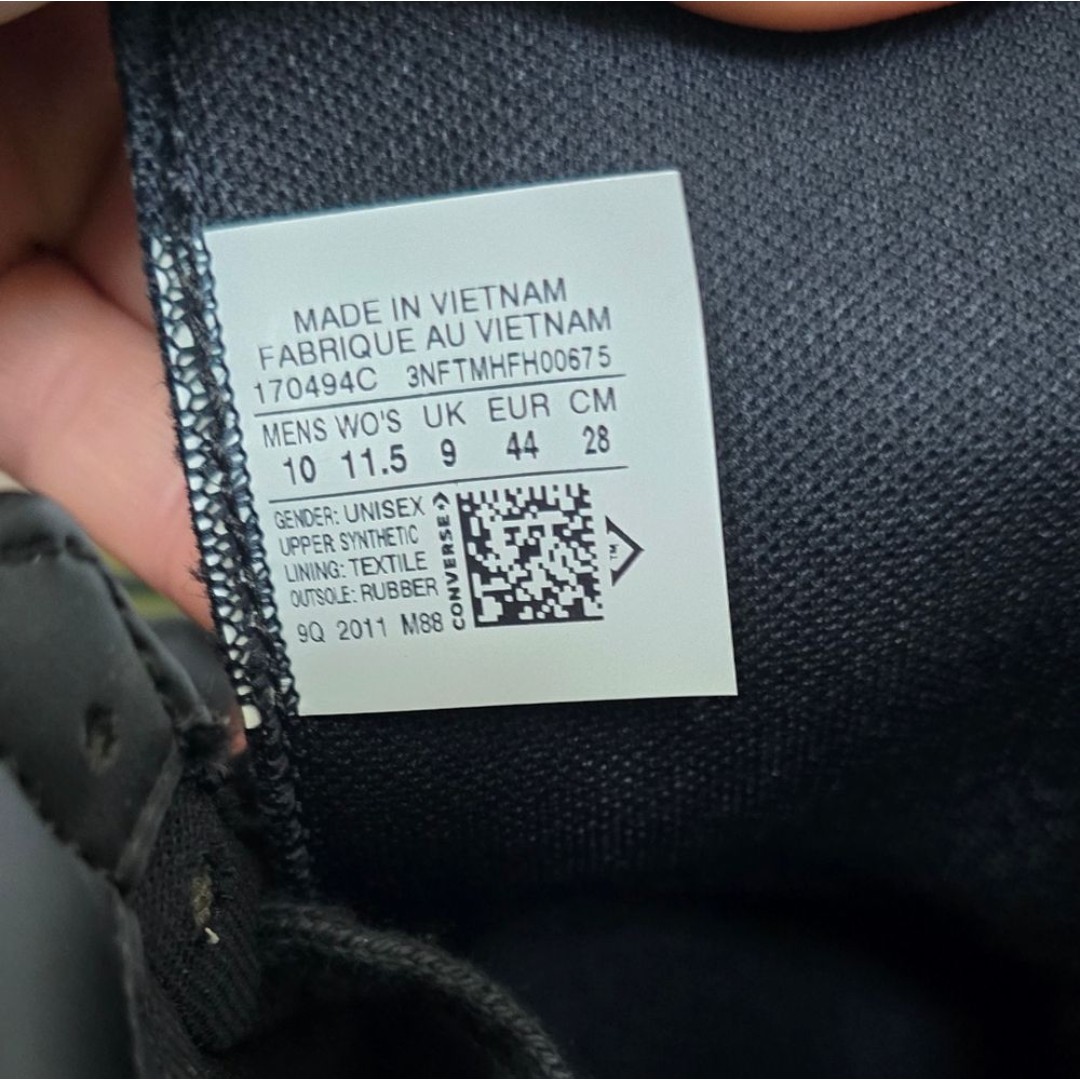 MADE IN VIETNAM
FABRIQUE AU VIETNAM
170494C 3NFTMHFH00675
MENS WO'S UK EUR CM
10 11.5 9 44 28
GENDER: UNISEX
UPPER SYNTHETIC
LINING: TEXTILE
OUTSOLE: RUBBER
9Q 2011 M88
CONVERSE
TM